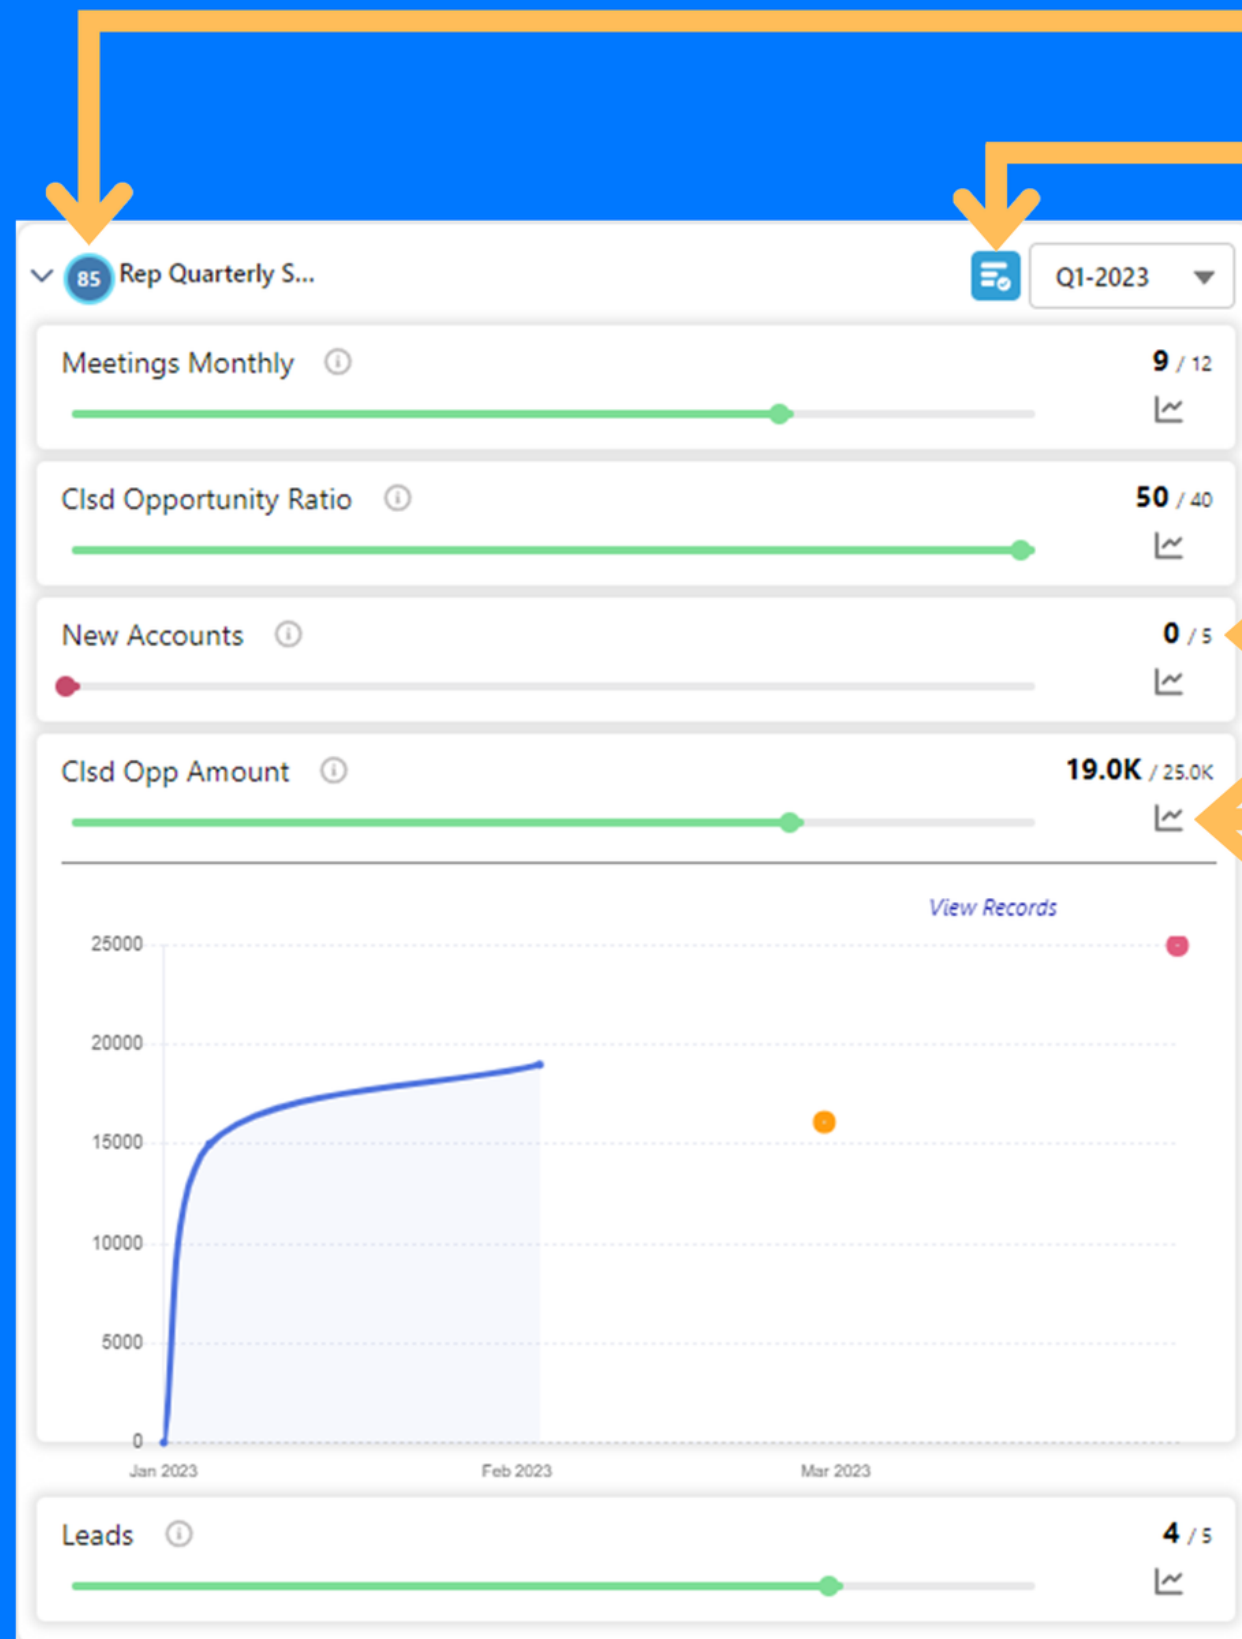 85 Rep Quarterly S... Q1-2023
Meetings Monthly 9 / 12
Clsd Opportunity Ratio 50 / 40
New Accounts 0 / 5
Clsd Opp Amount 19.0K / 25.0K
View Records
25000
20000
15000
10000
5000
0
Jan 2023 Feb 2023 Mar 2023
Leads 4 / 5